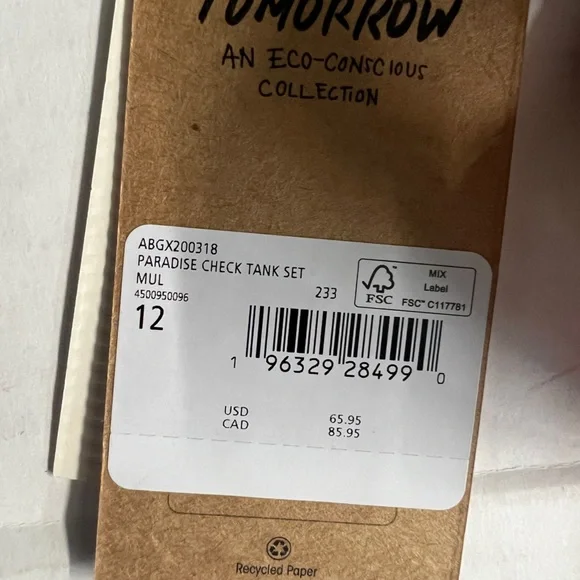 TOMORROW
AN ECO-CONSCIOUS
COLLECTION
ABGX200318
PARADISE CHECK TANK SET
MUL
4500950096
233
12
FSC
MIX
Label
FSC™ C117781
1 96329 28499 0
USD 65.95
CAD 85.95
Recycled Paper